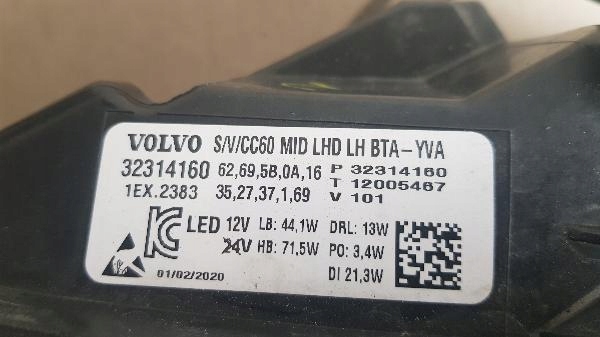 VOLVO S/V/CC60 MID LHD LH BTA-YVA
32314160 62,69,5B,0A,16 P 32314160
1EX.2383 35,27,37,1,69 T 12005467
V 101
LED 12V LB: 44,1W DRL: 13W
24V HB: 71,5W PO: 3,4W
DI 21,3W
01/02/2020